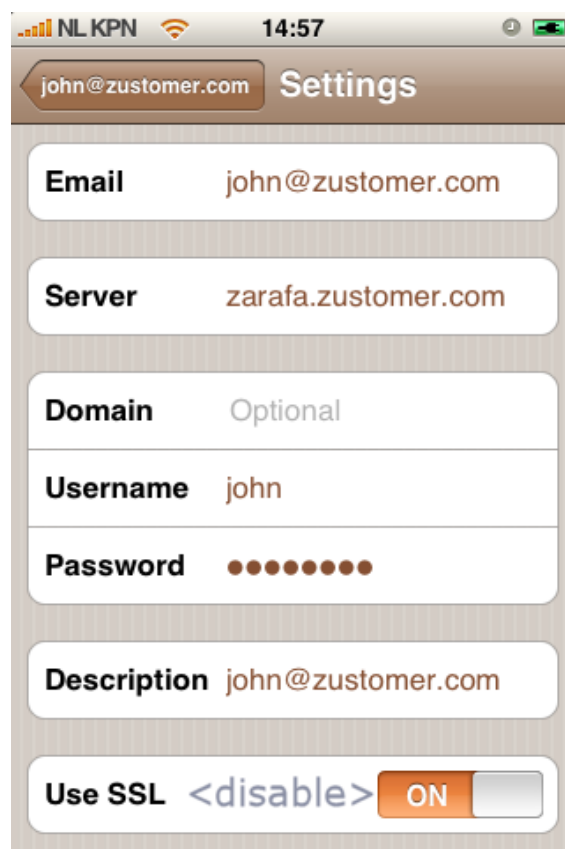 NL KPN 14:57
john@zustomer.com Settings
Email john@zustomer.com
Server zarafa.zustomer.com
Domain Optional
Username john
Password ●●●●●●●●
Description john@zustomer.com
Use SSL <disable> ON